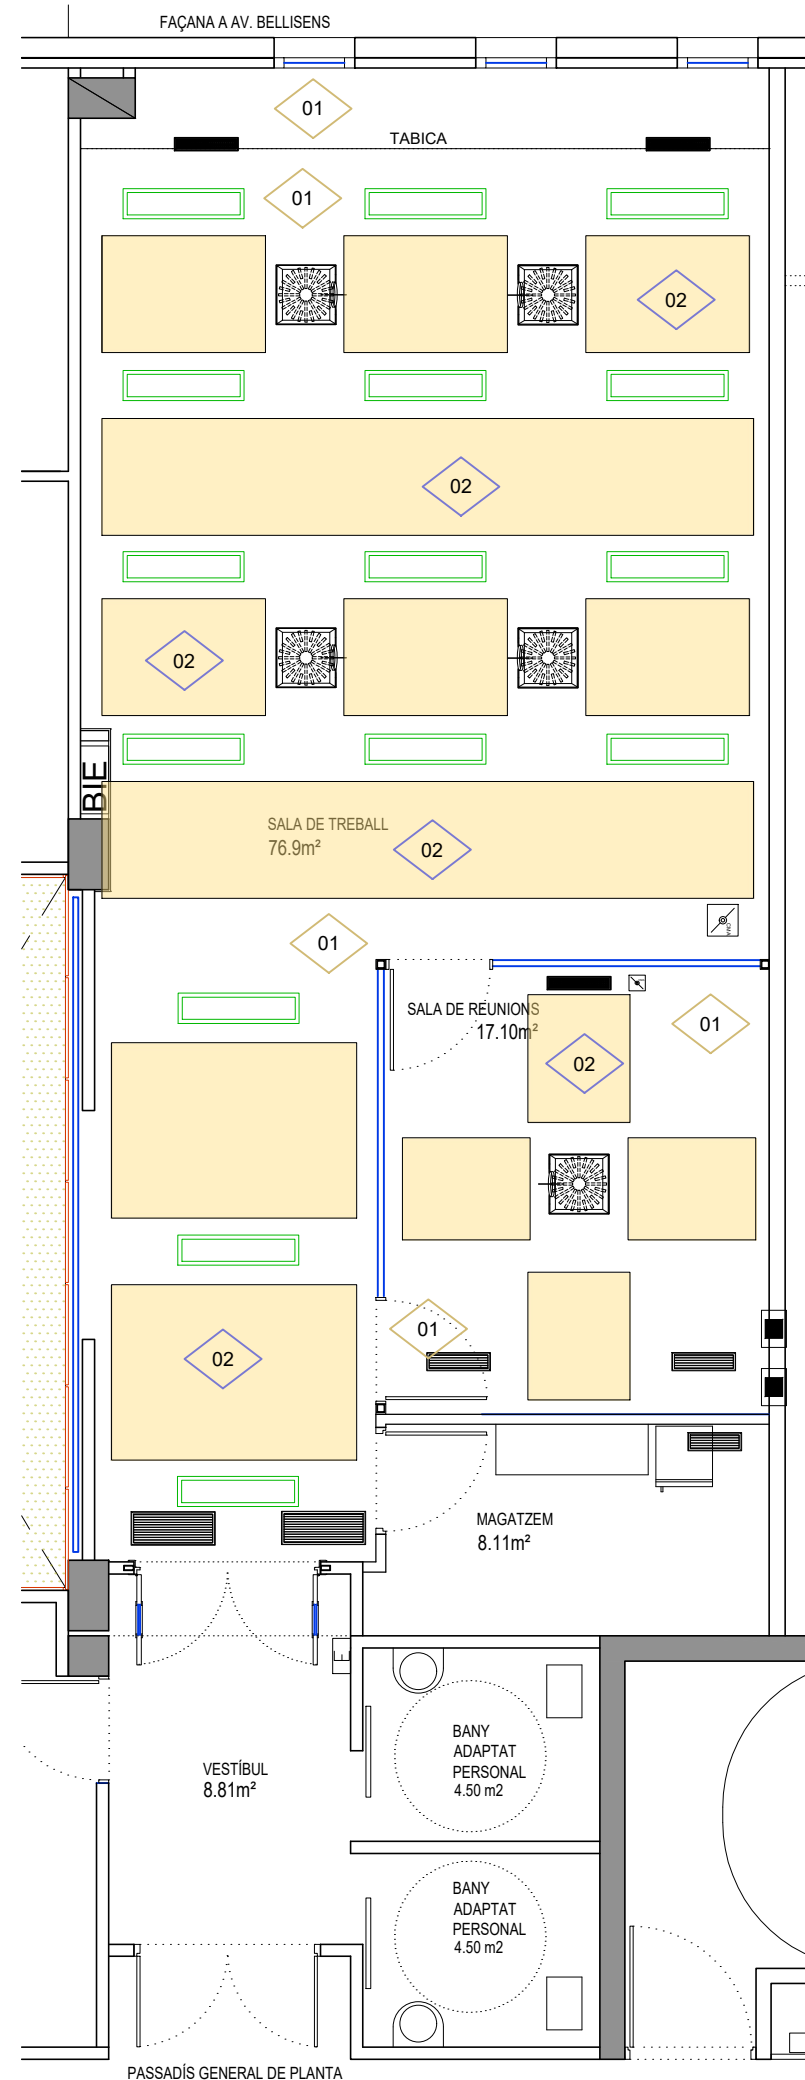 FAÇANA A AV. BELLISENS
01
TABICA
01
02
02
02
BIE
SALA DE TREBALL
76.9m²
02
01
SALA DE REUNIONS
17.10m²
01
02
01
02
MAGATZEM
8.11m²
VESTÍBUL
8.81m²
BANY
ADAPTAT
PERSONAL
4.50 m2
BANY
ADAPTAT
PERSONAL
4.50 m2
PASSADÍS GENERAL DE PLANTA